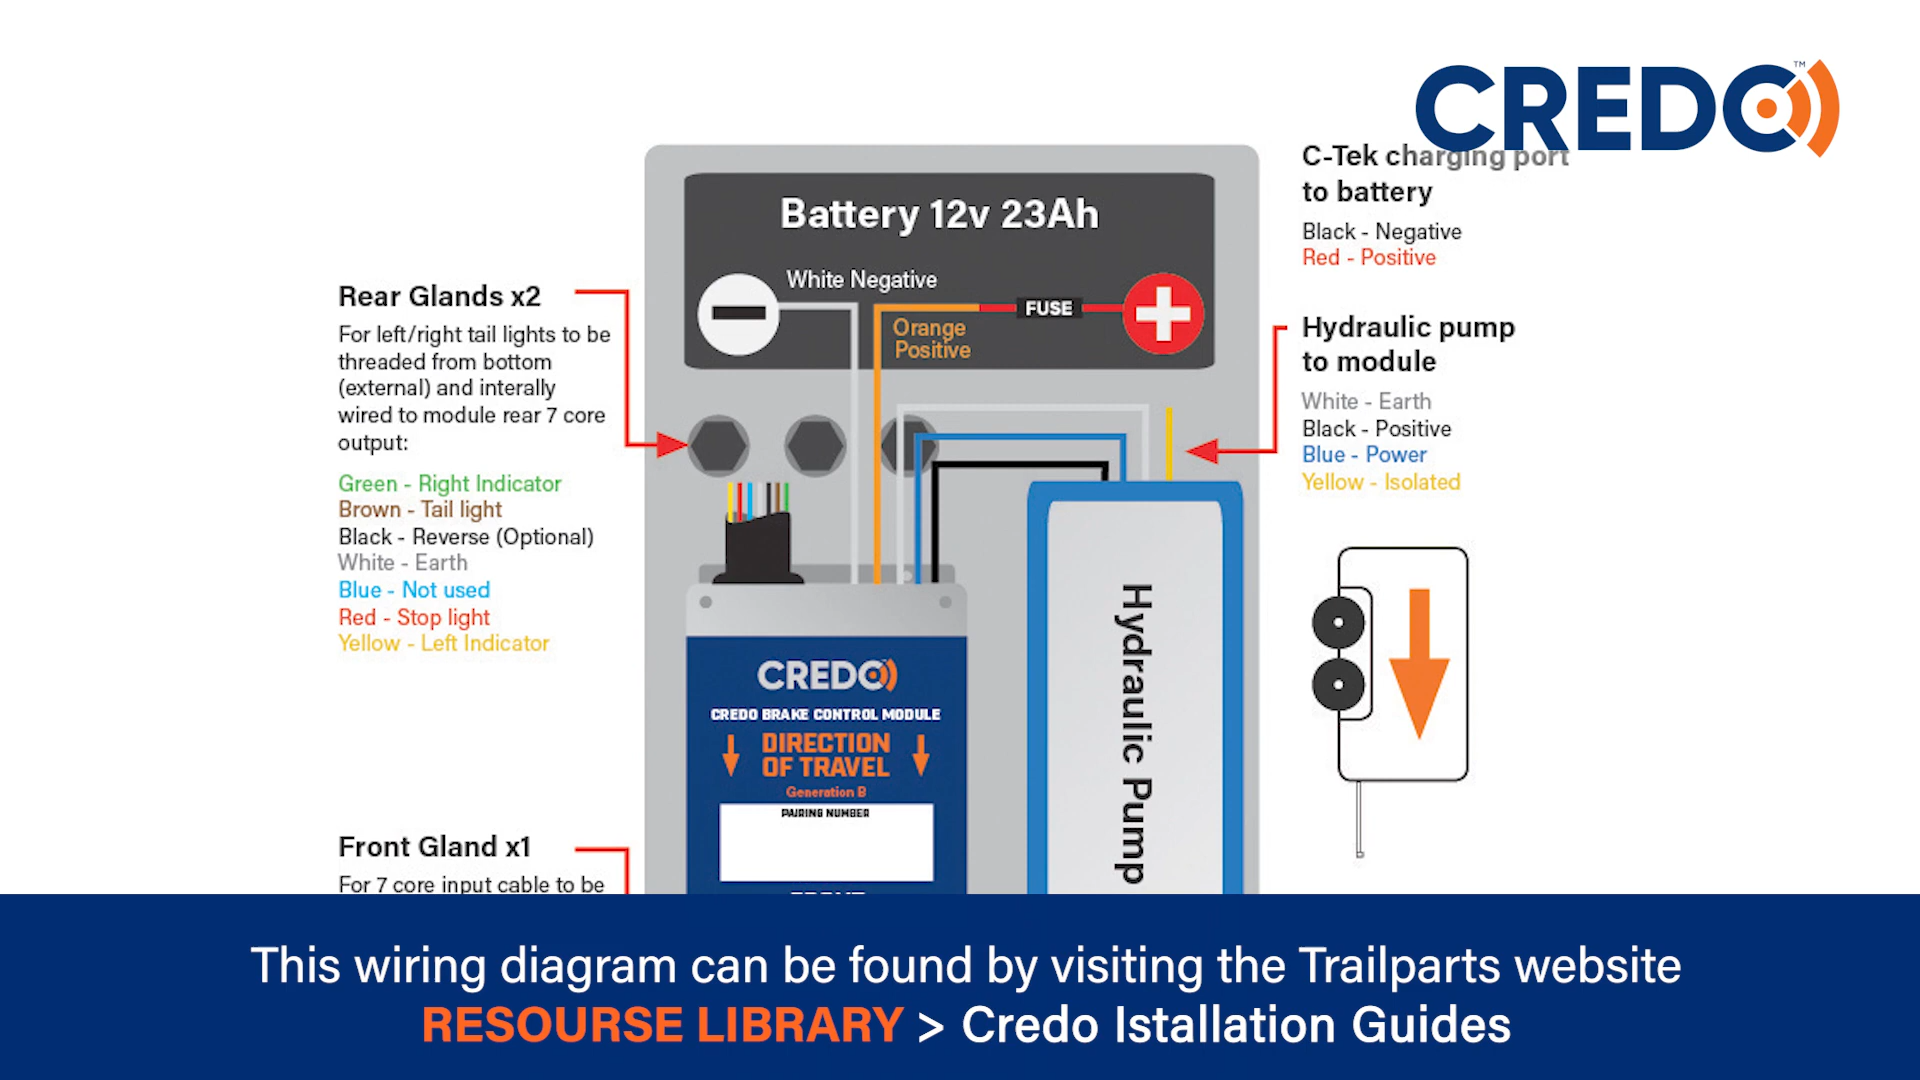 CREDO
TM
C-Tek charging port
to battery
Black - Negative
Red - Positive
Battery 12v 23Ah
White Negative
FUSE
Orange
Positive
Rear Glands x2
For left/right tail lights to be
threaded from bottom
(external) and interally
wired to module rear 7 core
output:
Green - Right Indicator
Brown - Tail light
Black - Reverse (Optional)
White - Earth
Blue - Not used
Red - Stop light
Yellow - Left Indicator
Hydraulic pump
to module
White - Earth
Black - Positive
Blue - Power
Yellow - Isolated
CREDO
CREDO BRAKE CONTROL MODULE
DIRECTION
OF TRAVEL
Generation B
PAIRING NUMBER
Hydraulic Pump
Front Gland x1
For 7 core input cable to be
This wiring diagram can be found by visiting the Trailparts website
RESOURSE LIBRARY > Credo Istallation Guides